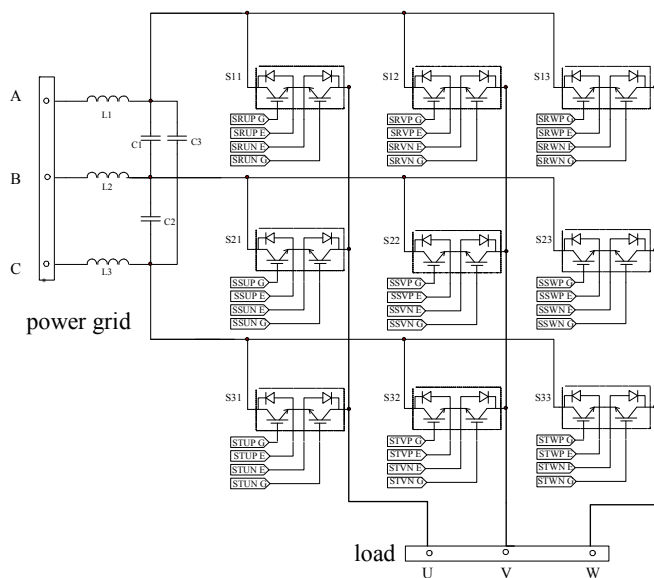 S11
S12
S13
A
L1
SRUP G
SRVP G
SRWP G
C1
C3
SRUP E
SRVP E
SRWP E
SRUN E
SRVN E
SRWN E
SRUN G
SRVN G
SRWN G
B
L2
C2
S21
S22
S23
C
L3
SSUP G
SSVP G
SSWP G
SSUP E
SSVP E
SSWP E
SSUN E
SSVN E
SSWN E
SSUN G
SSVN G
SSWN G
power grid
S31
S32
S33
STUP G
STVP G
STWP G
STUP E
STVP E
STWP E
STUN E
STVN E
STWN E
STUN G
STVN G
STWN G
load
U
V
W